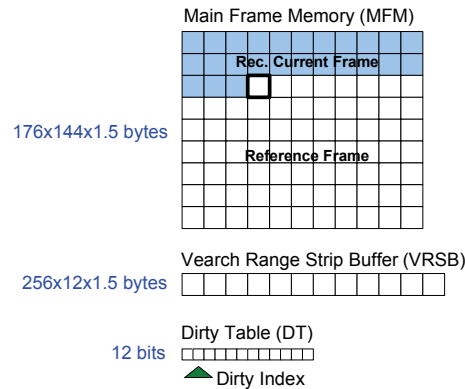 Main Frame Memory (MFM)
Rec. Current Frame
176x144x1.5 bytes
Reference Frame
Vearch Range Strip Buffer (VRSB)
256x12x1.5 bytes
Dirty Table (DT)
12 bits
Dirty Index